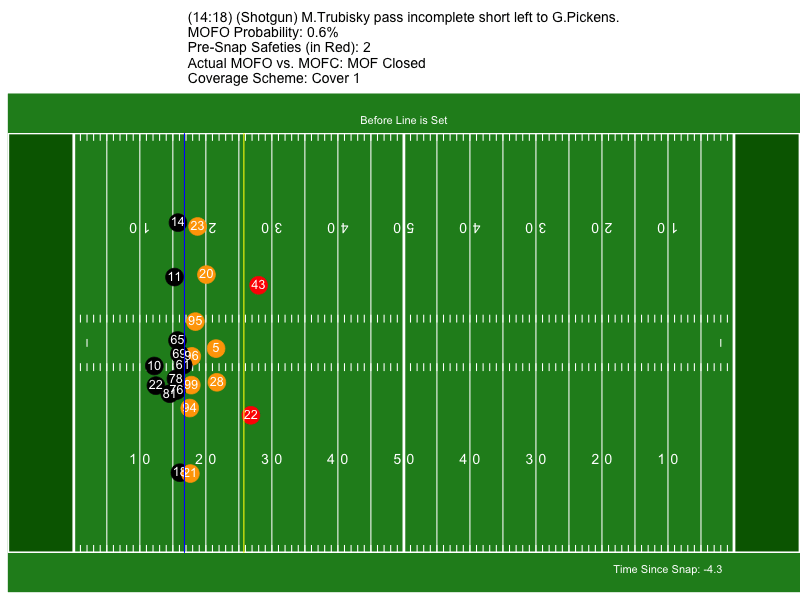 (14:18) (Shotgun) M.Trubisky pass incomplete short left to G.Pickens.
MOFO Probability: 0.6%
Pre-Snap Safeties (in Red): 2
Actual MOFO vs. MOFC: MOF Closed
Coverage Scheme: Cover 1
Before Line is Set
14 23
0 1 2 0 3 0 4 0 5 0 4 0 3 0 2 0 1
11 20 43
95
65 5
69 96
10 61
22 78 99 28
81 76
94 22
1 0 2 0 3 0 4 0 5 0 4 0 3 0 2 0 1 0
18 21
Time Since Snap: -4.3